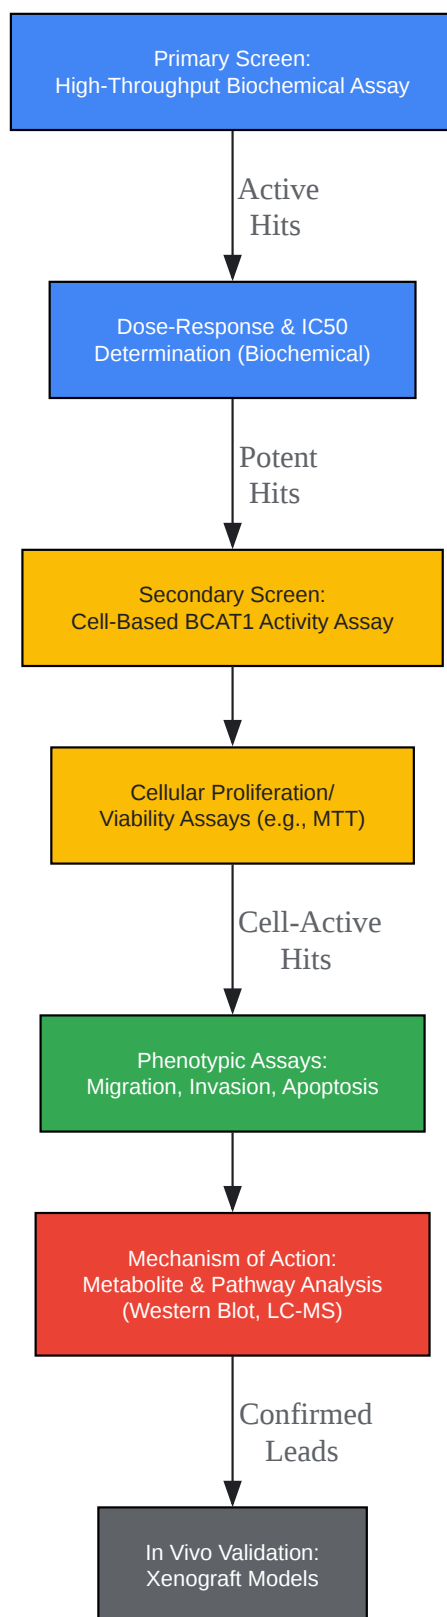 Primary Screen:
High-Throughput Biochemical Assay
Active
Hits
Dose-Response & IC50
Determination (Biochemical)
Potent
Hits
Secondary Screen:
Cell-Based BCAT1 Activity Assay
Cellular Proliferation/
Viability Assays (e.g., MTT)
Cell-Active
Hits
Phenotypic Assays:
Migration, Invasion, Apoptosis
Mechanism of Action:
Metabolite & Pathway Analysis
(Western Blot, LC-MS)
Confirmed
Leads
In Vivo Validation:
Xenograft Models